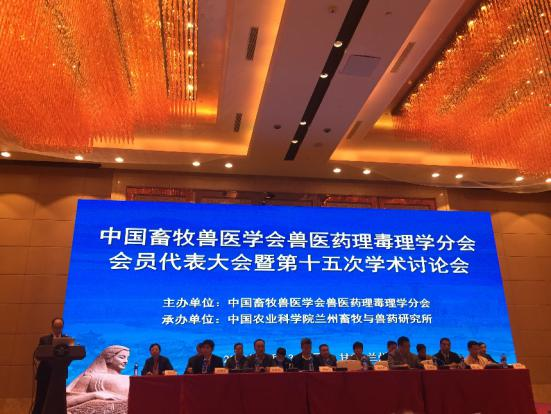 中国畜牧兽医学会兽医药理毒理学分会
会员代表大会暨第十五次学术讨论会
主办单位：中国畜牧兽医学会兽医药理毒理学分会
承办单位：中国农业科学院兰州畜牧与兽药研究所